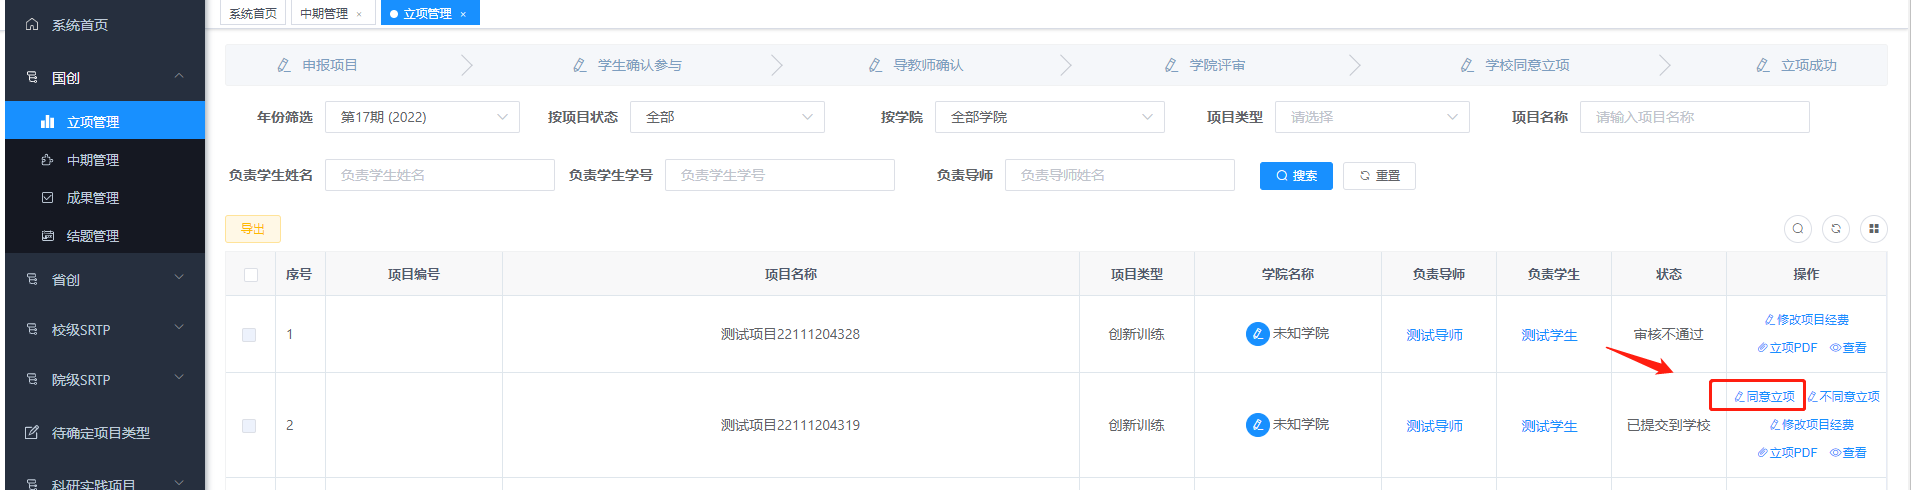 系统首页
国创
立项管理
中期管理
成果管理
结题管理
省创
校级SRTP
院级SRTP
待确定项目类型
科研实践项目
系统首页 中期管理 × 立项管理 ×
申报项目 学生确认参与 导教师确认 学院评审 学校同意立项 立项成功
年份筛选 第17期 (2022) 按项目状态 全部 按学院 全部学院 项目类型 请选择 项目名称 请输入项目名称
负责学生姓名 负责学生姓名 负责学生学号 负责学生学号 负责导师 负责导师姓名 搜索 重置
导出
序号 项目编号 项目名称 项目类型 学院名称 负责导师 负责学生 状态 操作
1 测试项目22111204328 创新训练 未知学院 测试导师 测试学生 审核不通过 修改项目经费
立项PDF 查看
2 测试项目22111204319 创新训练 未知学院 测试导师 测试学生 已提交到学校 同意立项 不同意立项
修改项目经费
立项PDF 查看